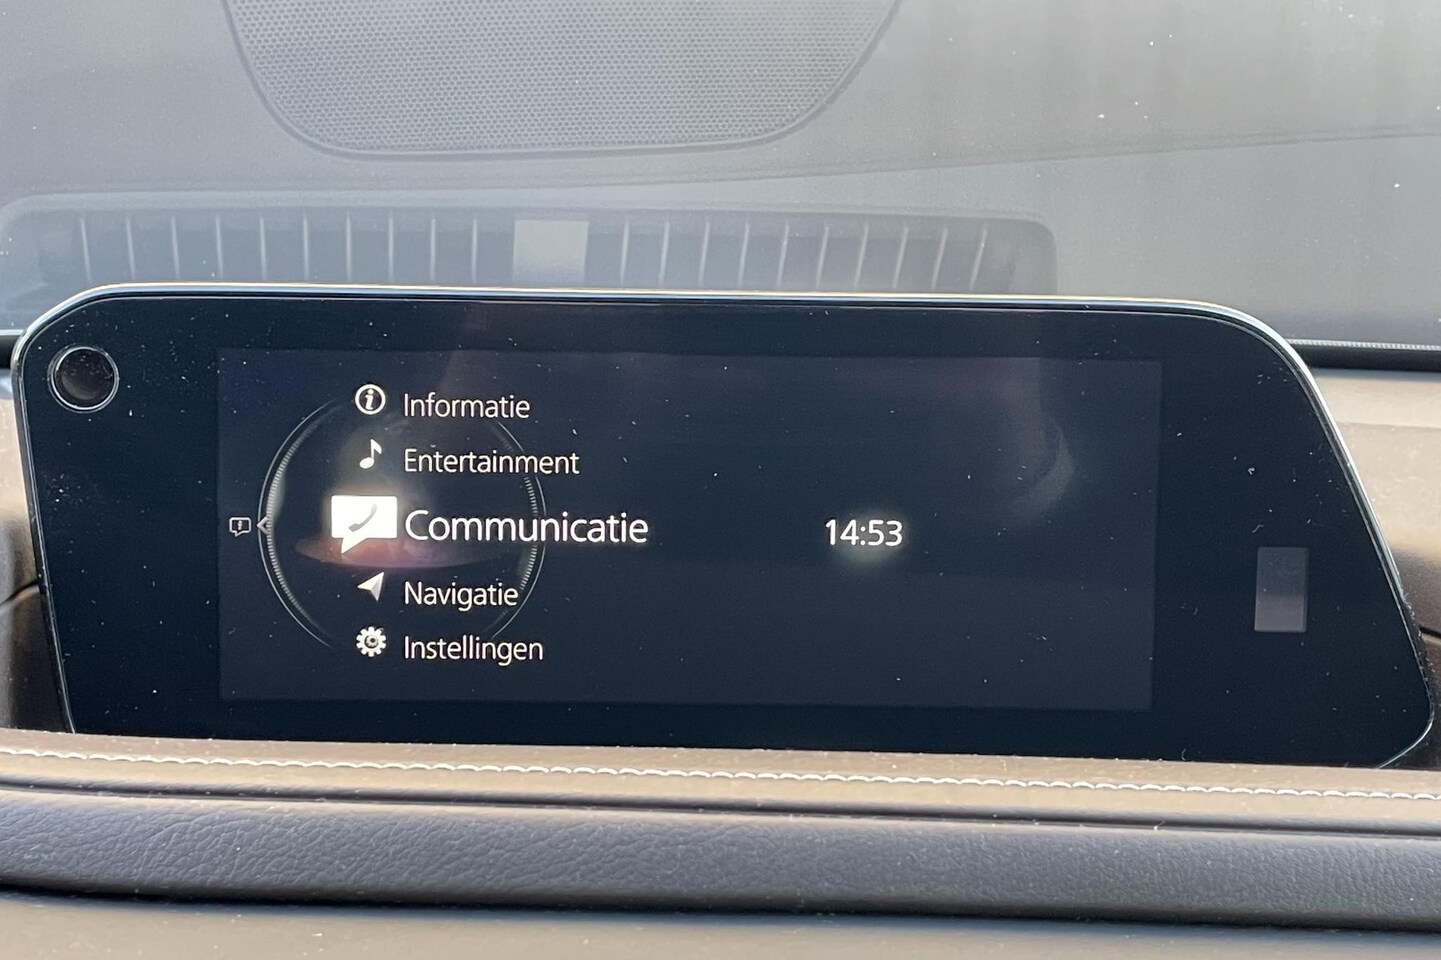 Informatie
Entertainment
Communicatie
14:53
Navigatie
Instellingen